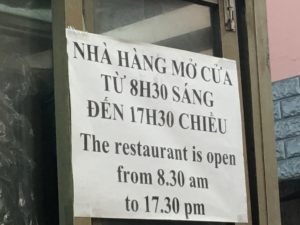 NHÀ HÀNG MỞ CỬA
TỪ 8H30 SÁNG
ĐẾN 17H30 CHIỀU
The restaurant is open
from 8.30 am
to 17.30 pm